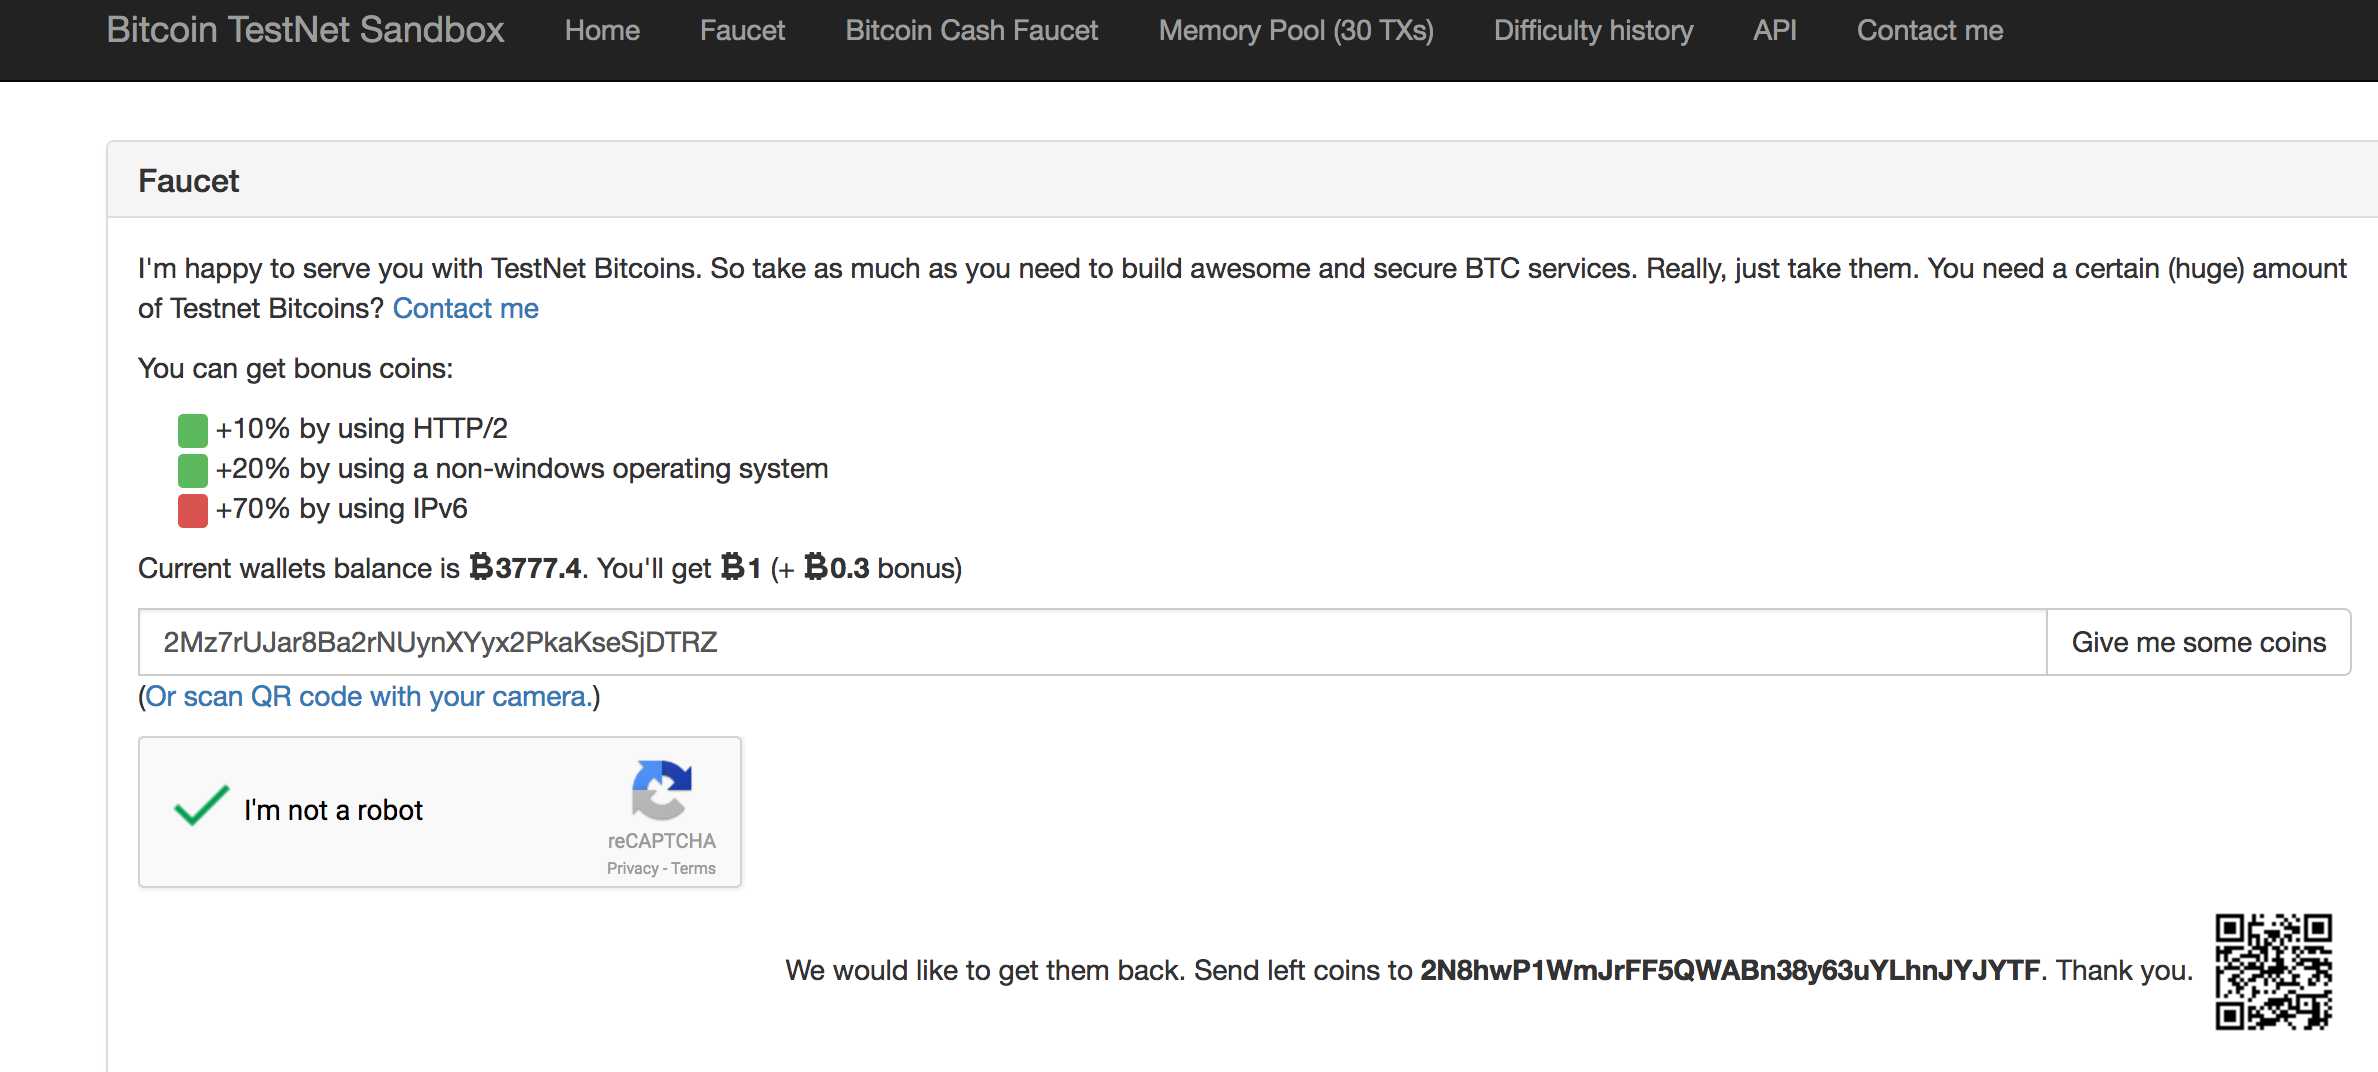 Bitcoin TestNet Sandbox Home Faucet Bitcoin Cash Faucet Memory Pool (30 TXs) Difficulty history API Contact me
Faucet
I'm happy to serve you with TestNet Bitcoins. So take as much as you need to build awesome and secure BTC services. Really, just take them. You need a certain (huge) amount
of Testnet Bitcoins? Contact me
You can get bonus coins:
+10% by using HTTP/2
+20% by using a non-windows operating system
+70% by using IPv6
Current wallets balance is ₿3777.4. You'll get ₿1 (+ ₿0.3 bonus)
2Mz7rUJar8Ba2rNUynXYyx2PkaKseSjDTRZ Give me some coins
(Or scan QR code with your camera.)
I'm not a robot
reCAPTCHA
Privacy - Terms
We would like to get them back. Send left coins to 2N8hwP1WmJrFF5QWABn38y63uYLhnJYJYTF. Thank you.